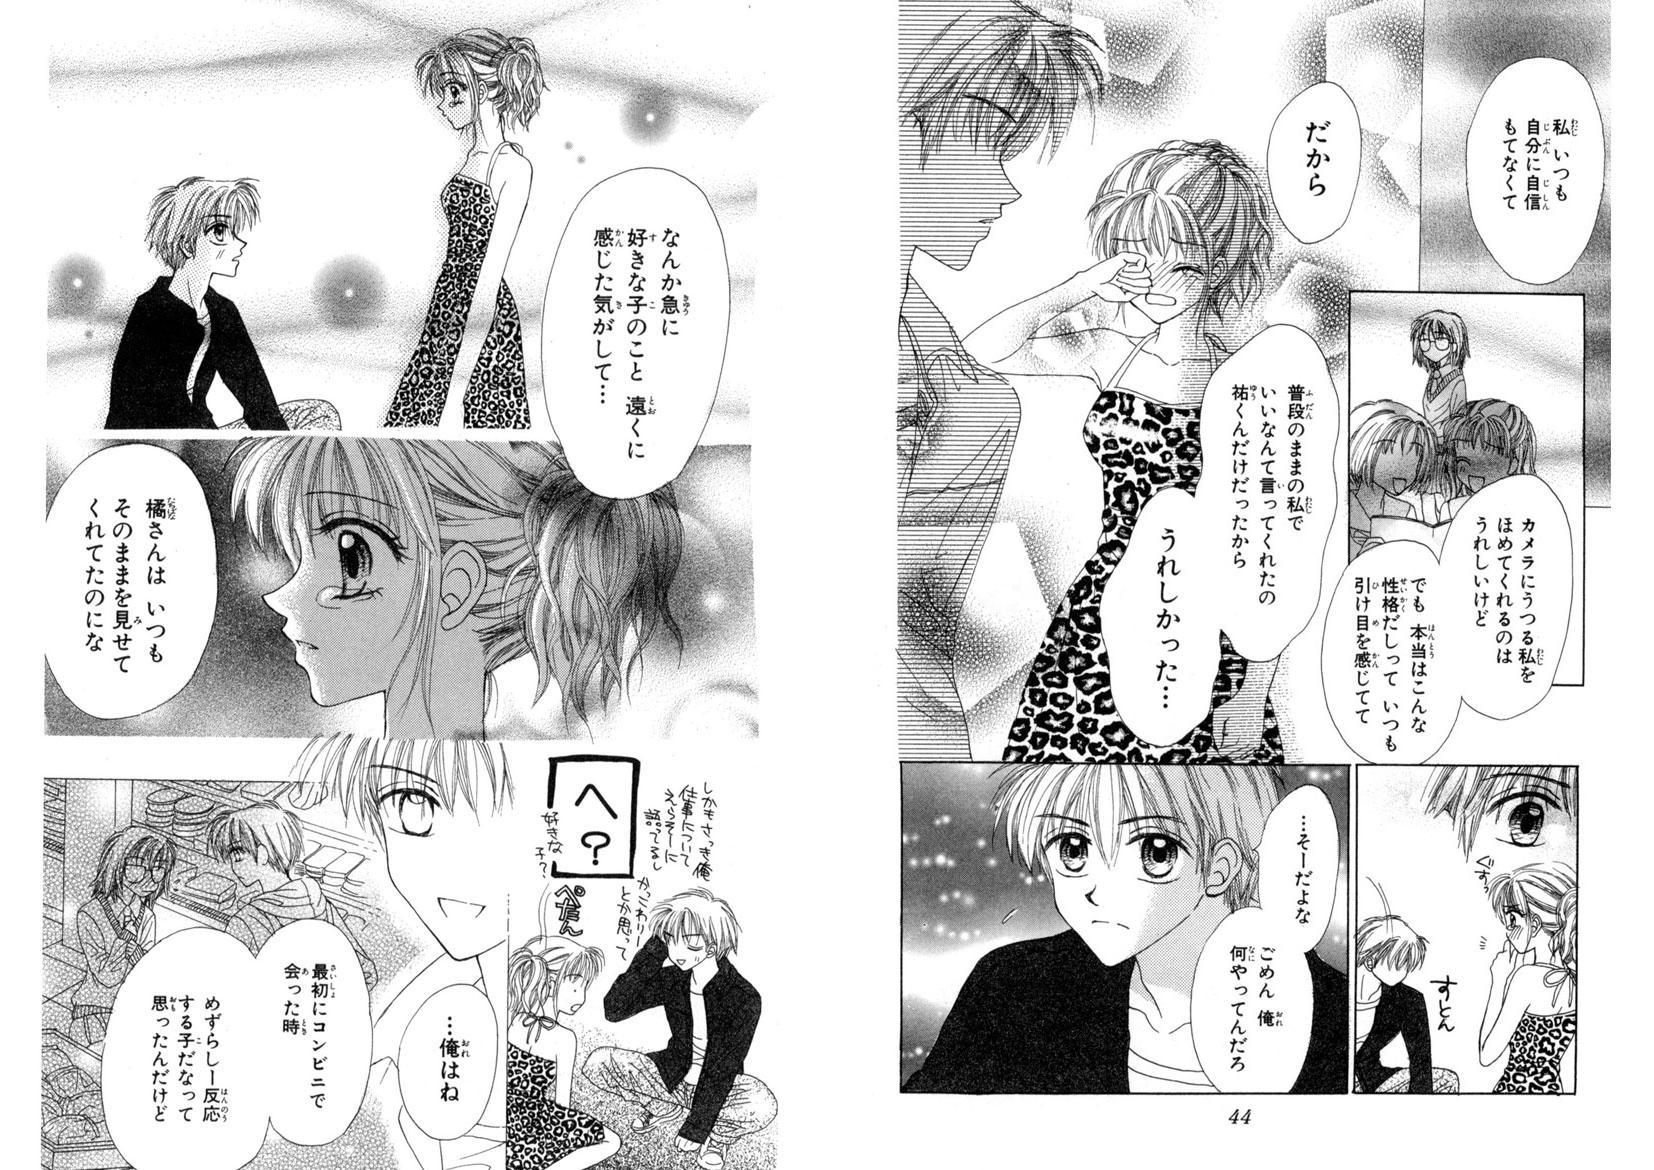 私 いつも
自分に自信
もてなくて
カメラにうつる私を
ほめてくれるのは
うれしいけど
でも 本当はこんな
性格だしって いつも
引け目を感じてて
だから
普段のままの私で
いいなんて言ってくれたの
祐くんだけだったから
うれしかった…
ぐすっ
すとん
…そーだよな
ごめん 俺
何やってんだろ
44
なんか急に
好きな子のこと 遠くに
感じた気がして…
橘さんは いつも
そのままを見せて
くれてたのにな
しかもさっき俺
仕事について
えらそーに
語ってるし
かっこわりー
とか思って
へ?
好きな
子?
ぺたん
…俺はね
最初にコンビニで
会った時
めずらしー反応
する子だなって
思ったんだけど